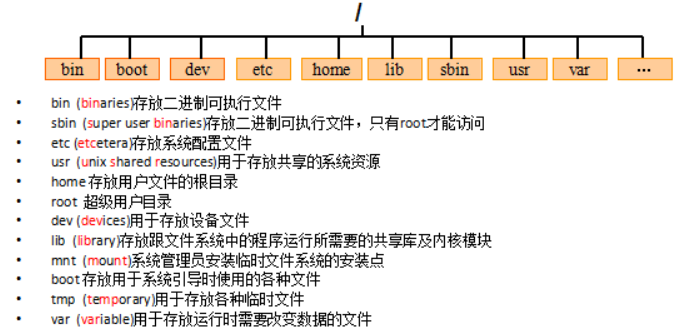 /
bin boot dev etc home lib sbin usr var ...
• bin (binaries)存放二进制可执行文件
• sbin (super user binaries)存放二进制可执行文件，只有root才能访问
• etc (etcetera)存放系统配置文件
• usr (unix shared resources)用于存放共享的系统资源
• home 存放用户文件的根目录
• root 超级用户目录
• dev (devices)用于存放设备文件
• lib (library)存放跟文件系统中的程序运行所需要的共享库及内核模块
• mnt (mount)系统管理员安装临时文件系统的安装点
• boot 存放用于系统引导时使用的各种文件
• tmp (temporary)用于存放各种临时文件
• var (variable)用于存放运行时需要改变数据的文件